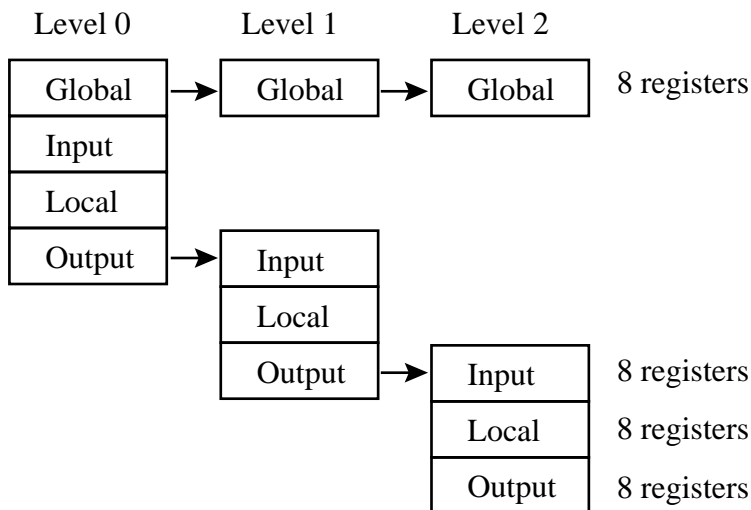 Level 0 Level 1 Level 2
Global Global Global 8 registers
Input
Local
Output Input
Local
Output Input 8 registers
Local 8 registers
Output 8 registers